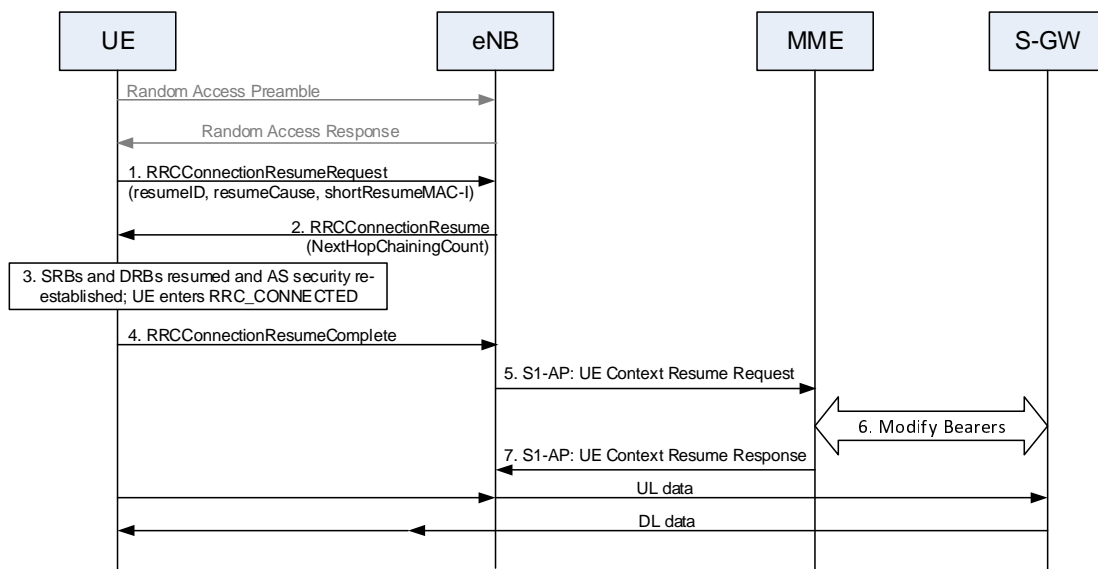 UE eNB MME S-GW
Random Access Preamble
Random Access Response
1. RRCConnectionResumeRequest
(resumeID, resumeCause, shortResumeMAC-I)
2. RRCConnectionResume
(NextHopChainingCount)
3. SRBs and DRBs resumed and AS security re-
established; UE enters RRC_CONNECTED
4. RRCConnectionResumeComplete
5. S1-AP: UE Context Resume Request
6. Modify Bearers
7. S1-AP: UE Context Resume Response
UL data
DL data